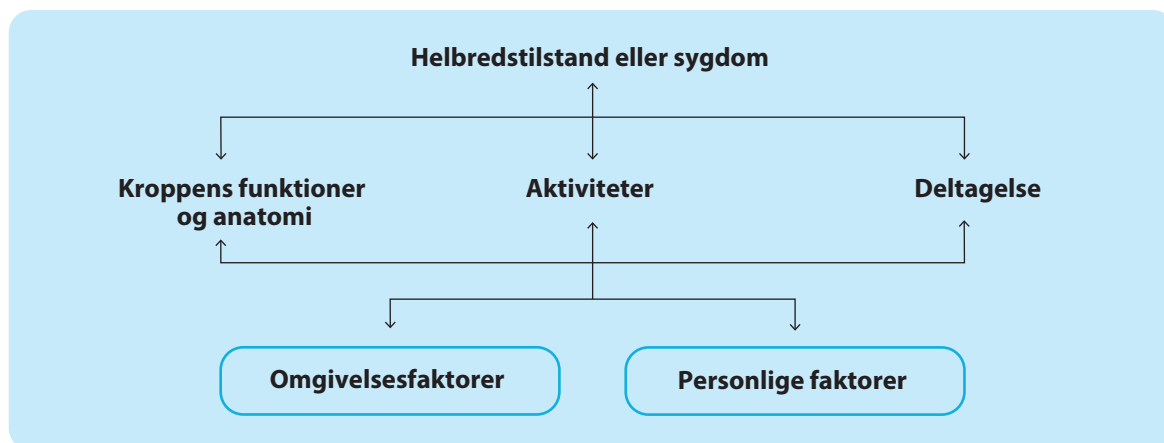 Helbredstilstand eller sygdom
Kroppens funktioner
og anatomi
Aktiviteter
Deltagelse
Omgivelsesfaktorer
Personlige faktorer